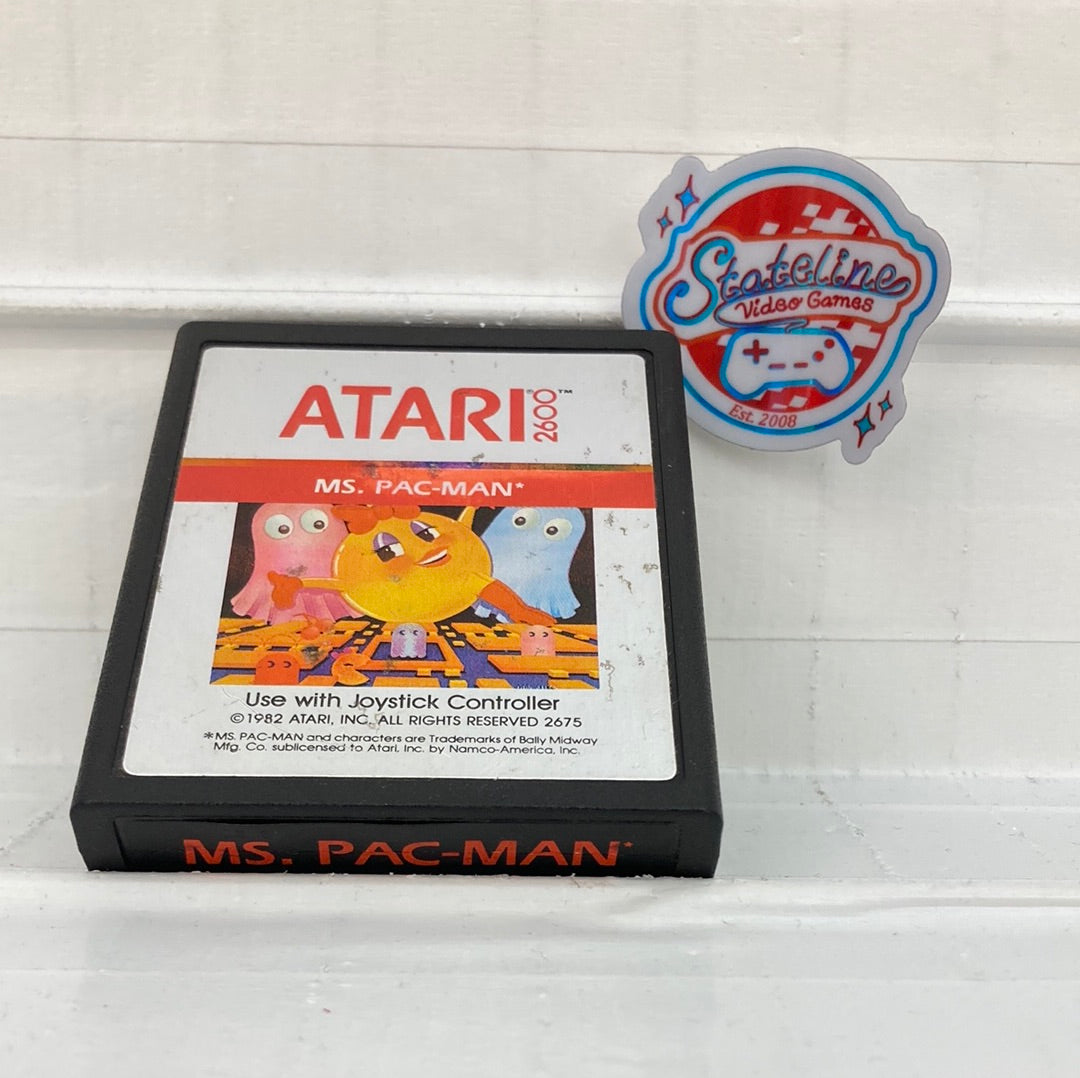 ATARI® 2600™
MS. PAC-MAN*
Use with Joystick Controller
©1982 ATARI, INC. ALL RIGHTS RESERVED 2675
*MS. PAC-MAN and characters are Trademarks of Bally Midway
Mfg. Co. sublicensed to Atari, Inc. by Namco-America, Inc.
MS. PAC-MAN*
Stateline
Video Games
Est. 2008